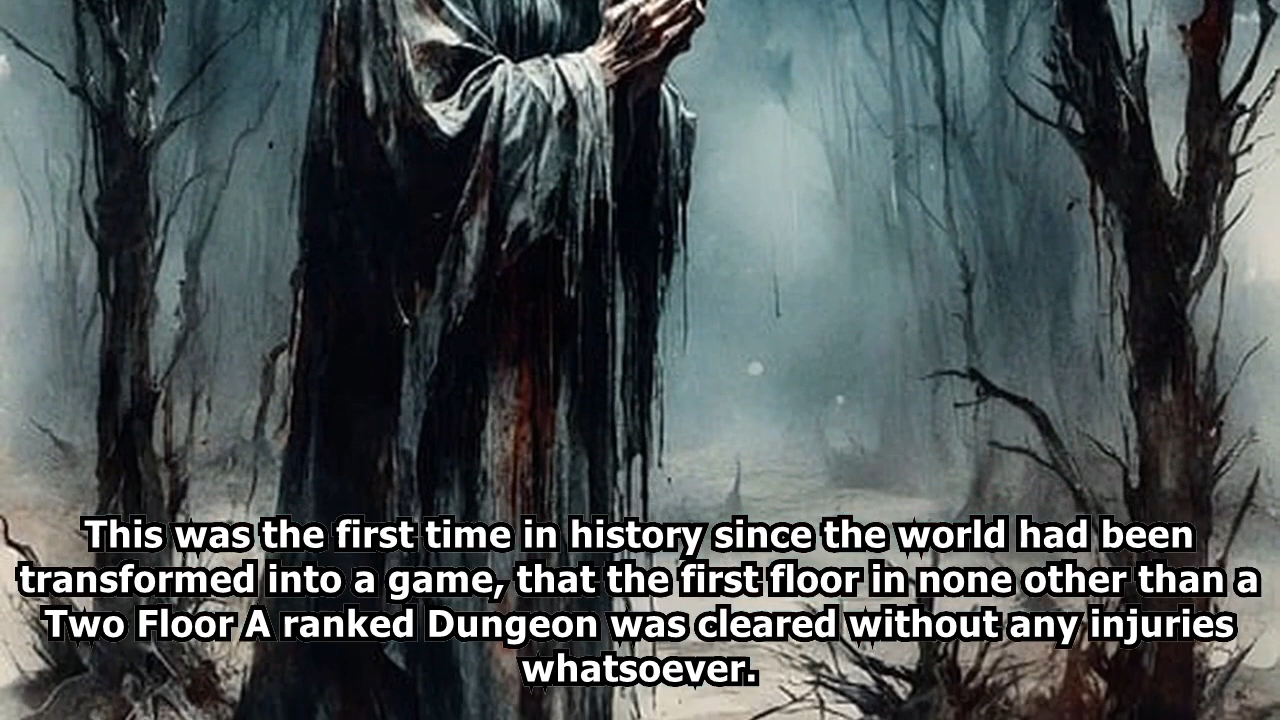 This was the first time in history since the world had been
transformed into a game, that the first floor in none other than a
Two Floor A ranked Dungeon was cleared without any injuries
whatsoever.